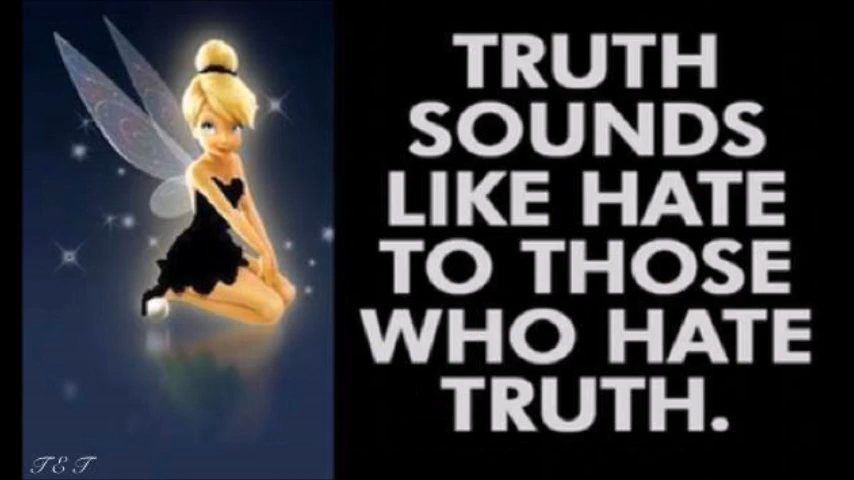 TRUTH
SOUNDS
LIKE HATE
TO THOSE
WHO HATE
TRUTH.
T&T